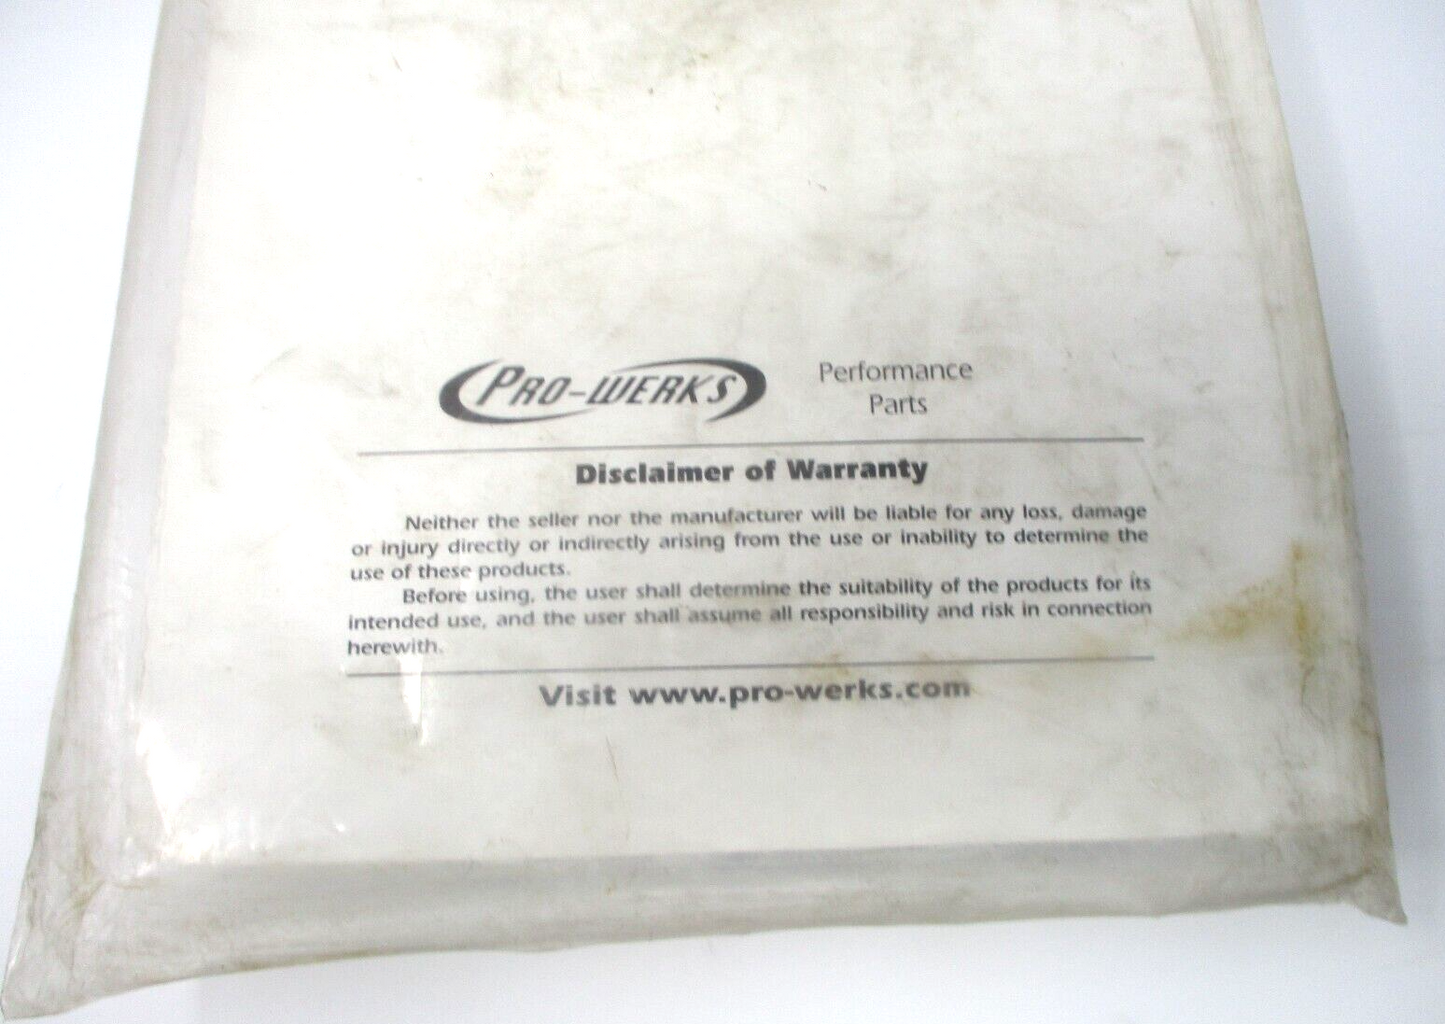 PRO-WERKS
Performance
Parts
Disclaimer of Warranty
Neither the seller nor the manufacturer will be liable for any loss, damage
or injury directly or indirectly arising from the use or inability to determine the
use of these products.
Before using, the user shall determine the suitability of the products for its
intended use, and the user shall assume all responsibility and risk in connection
herewith.
Visit www.pro-werks.com